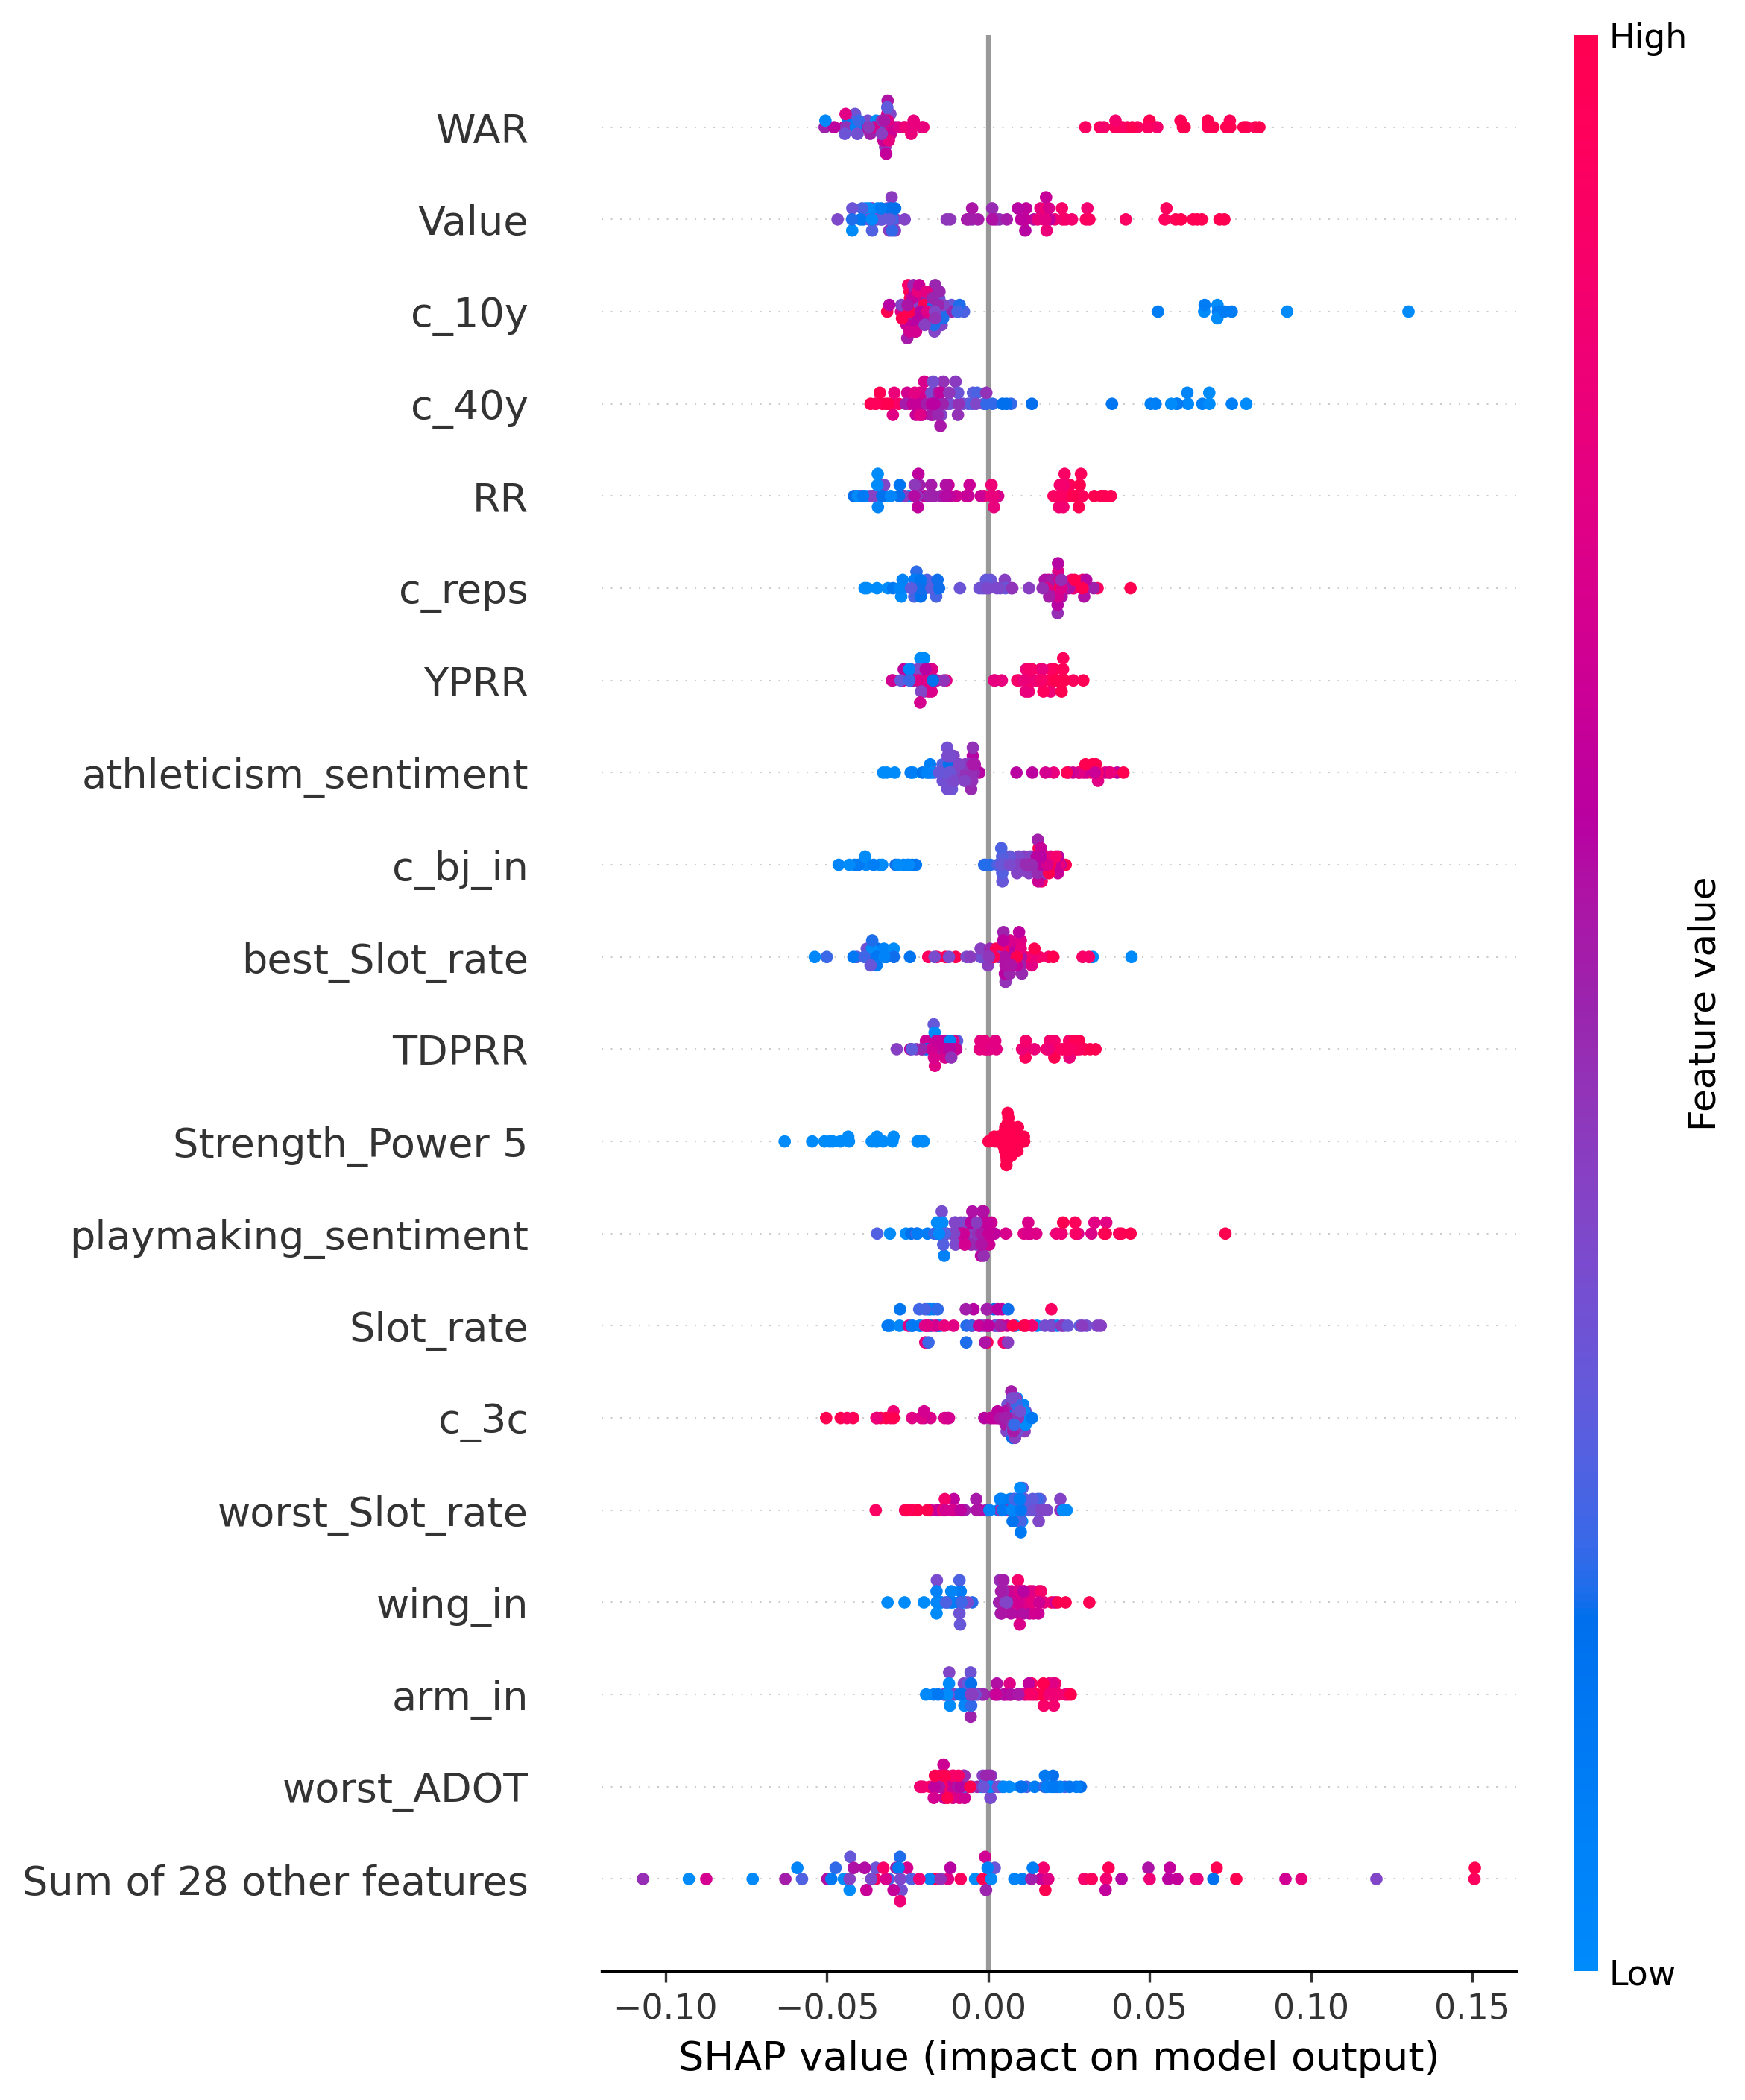 High
WAR
Value
c_10y
c_40y
RR
c_reps
YPRR
athleticism_sentiment
c_bj_in
best_Slot_rate
TDPRR
Strength_Power 5
playmaking_sentiment
Slot_rate
c_3c
worst_Slot_rate
wing_in
arm_in
worst_ADOT
Sum of 28 other features
Feature value
Low
−0.10 −0.05 0.00 0.05 0.10 0.15
SHAP value (impact on model output)